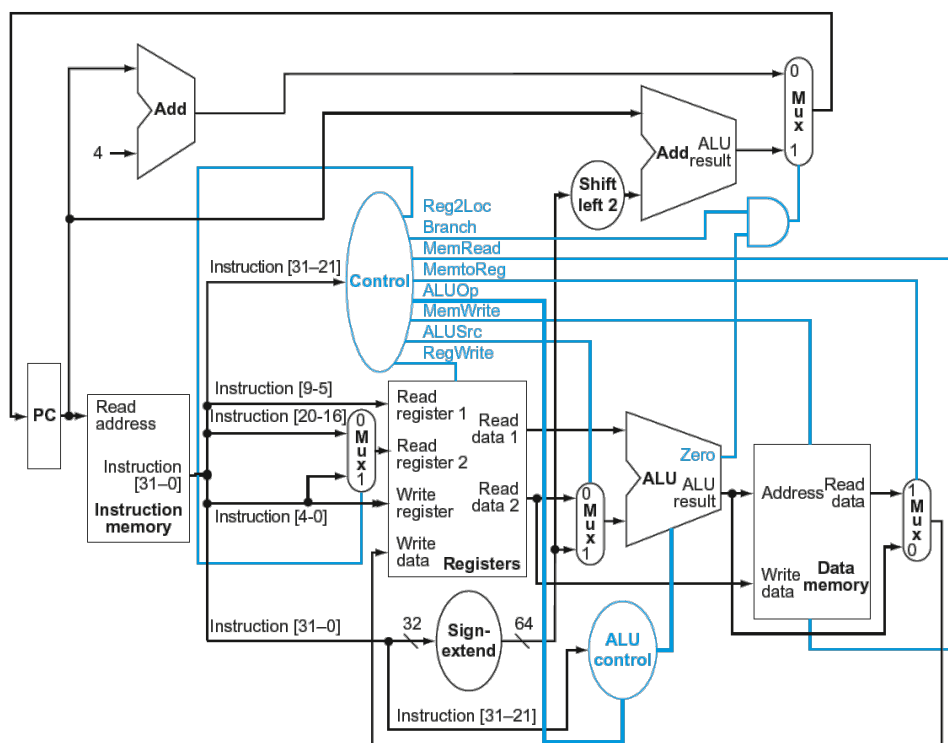 Add
4
0
M
u
x
1
Add
ALU
result
Shift
left 2
Reg2Loc
Branch
MemRead
MemtoReg
ALUOp
MemWrite
ALUSrc
RegWrite
Instruction [31–21]
Control
PC
Read
address
Instruction
[31–0]
Instruction
memory
Instruction [9-5]
Instruction [20-16]
Instruction [4-0]
0
M
u
x
1
Read
register 1
Read
register 2
Write
register
Write
data
Read
data 1
Read
data 2
Registers
0
M
u
x
1
Zero
ALU
ALU
result
Address
Read
data
Write
data
Data
memory
1
M
u
x
0
Instruction [31–0]
32
Sign-
extend
64
ALU
control
Instruction [31–21]